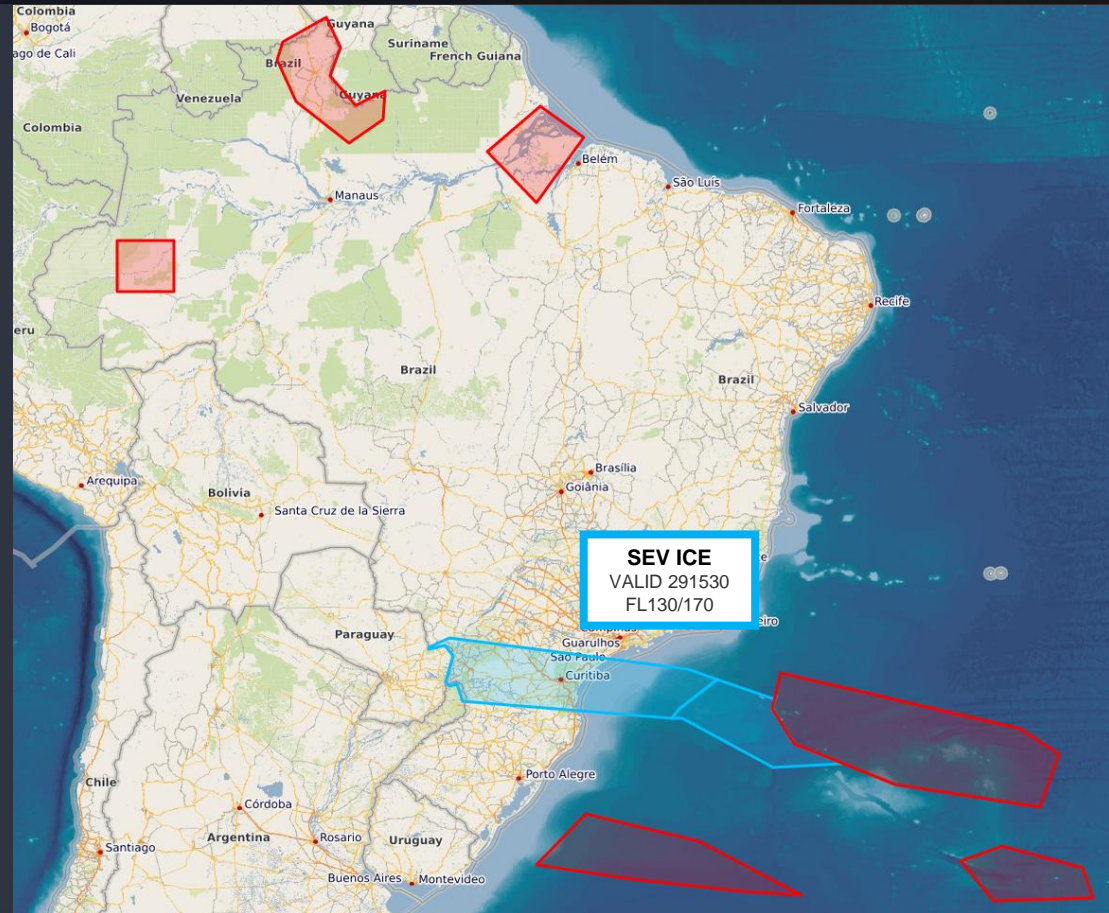 Colombia
Bogotá
ago de Cali
Guyana
Suriname
French Guiana
Brazil
Guyana
Venezuela
Colombia
Belém
São Luís
Manaus
Fortaleza
Recife
eru
Brazil
Brazil
Salvador
Brasília
Goiânia
Arequipa
Bolivia
Santa Cruz de la Sierra
SEV ICE
VALID 291530
FL130/170
eiro
Campinas
Guarulhos
São Paulo
Paraguay
Curitiba
Porto Alegre
Chile
Córdoba
Argentina
Rosario
Uruguay
Santiago
Buenos Aires
Montevideo